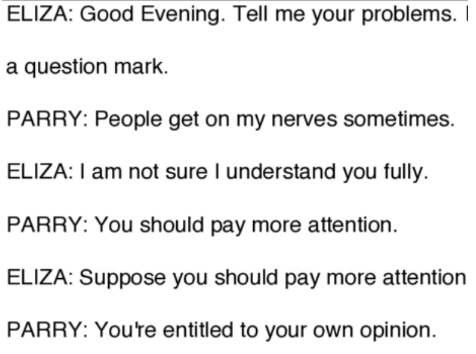 ELIZA: Good Evening. Tell me your problems.
a question mark.
PARRY: People get on my nerves sometimes.
ELIZA: I am not sure I understand you fully.
PARRY: You should pay more attention.
ELIZA: Suppose you should pay more attention
PARRY: You're entitled to your own opinion.